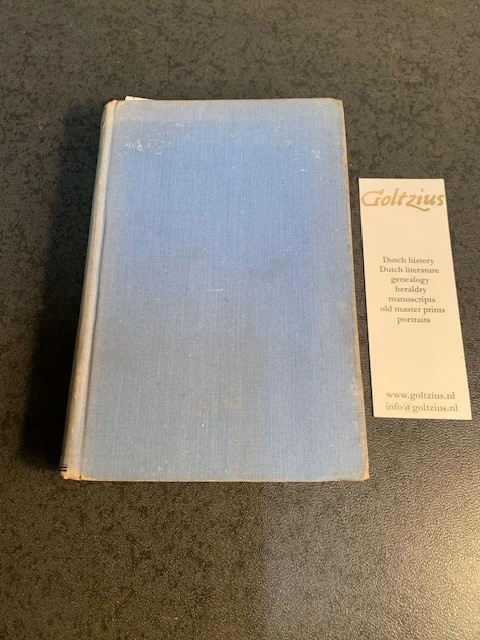 Goltzius
Dutch history
Dutch literature
genealogy
heraldry
manuscripts
old master prints
portraits
www.goltzius.nl
info@goltzius.nl